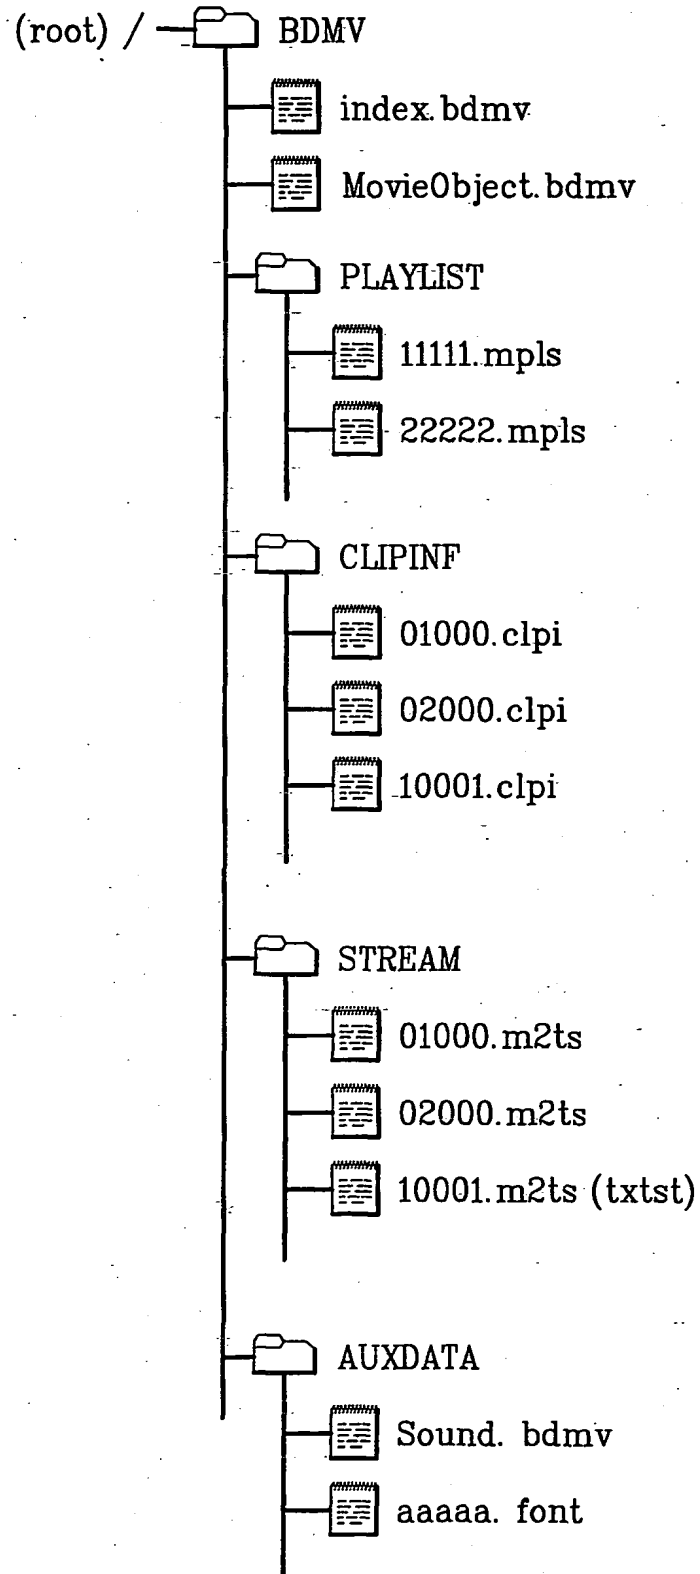 (root) / BDMV
index.bdmv
MovieObject.bdmv
PLAYLIST
11111.mpls
22222.mpls
CLIPINF
01000.clpi
02000.clpi
10001.clpi
STREAM
01000.m2ts
02000.m2ts
10001.m2ts (txtst)
AUXDATA
Sound. bdmv
aaaaa. font